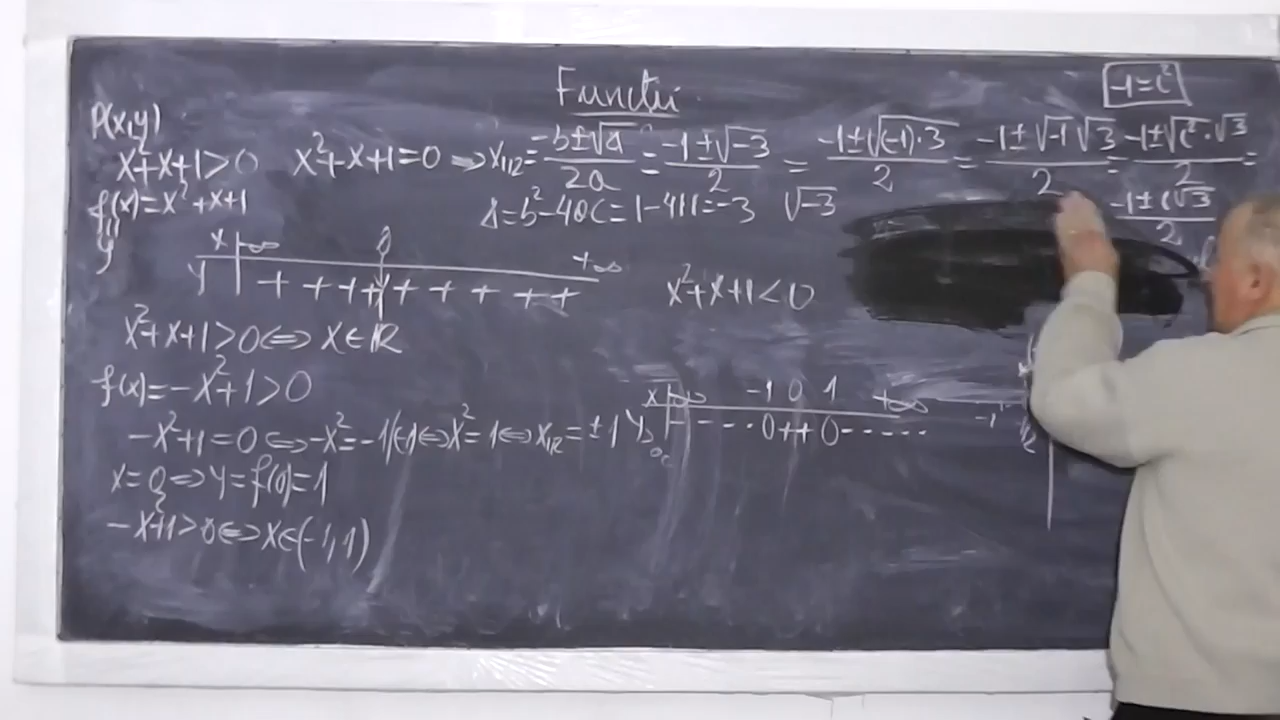 Functii
-1=i²
P(x,y)
x²+x+1>0 x²+x+1=0 => x₁,₂ = (-b±√Δ)/2a = (-1±√-3)/2 = (-1±√(-1)·3)/2 = (-1±√-1 √3)/2 = (-1±√i²·√3)/2 =
f(x)=x²+x+1 Δ=b²-4ac=1-4·1·1=-3 √-3 (-1±i√3)/2
y
x -∞ 0 +∞
y + + + + + + + + +
x²+x+1<0
x²+x+1>0 <=> x∈ℝ
f(x)=-x²+1>0
x -∞ -1 0 1 +∞
-x²+1=0 <=> -x²=-1/(-1 <=> x²=1 <=> x₁,₂=±1 y - - - - 0 + + 0 - - - - - -
x=0 => y=f(0)=1
-x²+1>0 <=> x∈(-1,1)